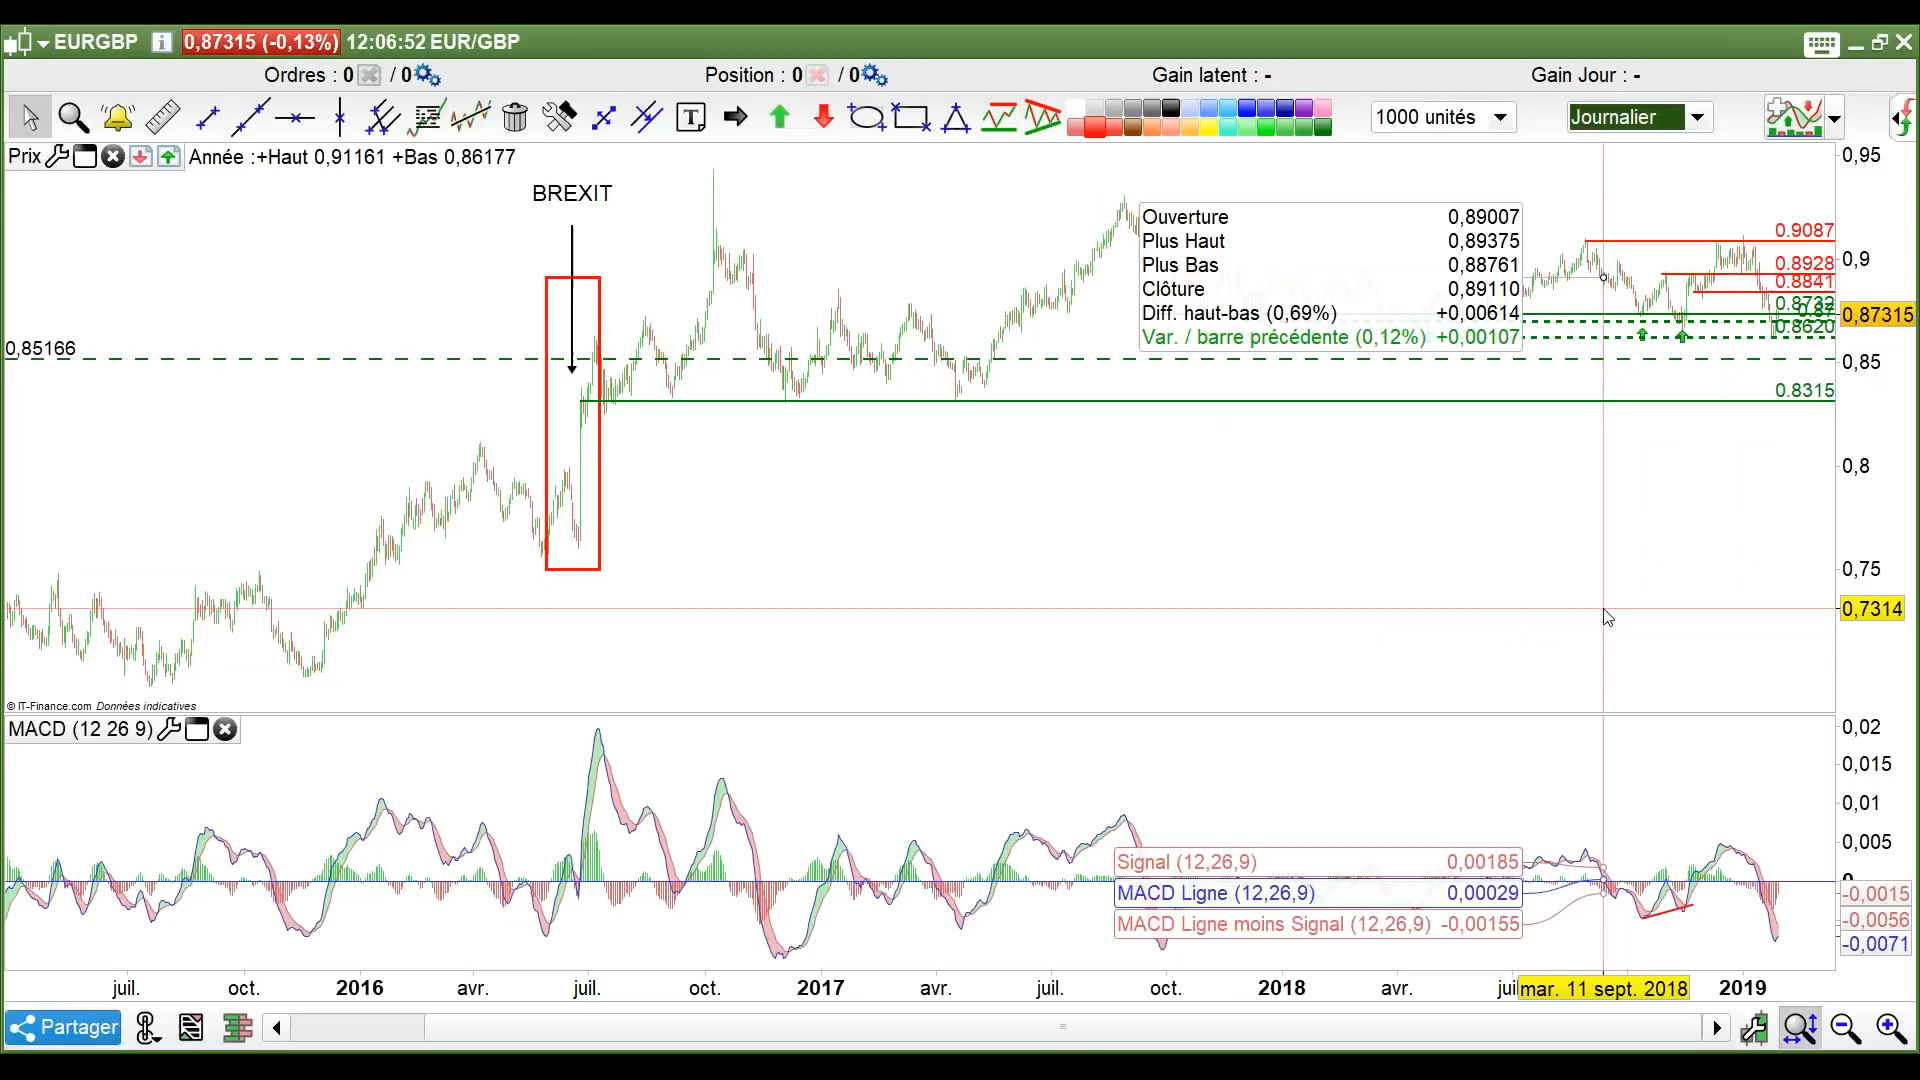 EURGBP i 0,87315 (-0,13%) 12:06:52 EUR/GBP
Ordres : 0 / 0 Position : 0 / 0 Gain latent : - Gain Jour : -
T 1000 unités Journalier
Prix Année :+Haut 0,91161 +Bas 0,86177
0,95
BREXIT
Ouverture 0,89007
Plus Haut 0,89375
Plus Bas 0,88761
Clôture 0,89110
Diff. haut-bas (0,69%) +0,00614
Var. / barre précédente (0,12%) +0,00107
0.9087
0,9
0.8928
0.8841
0.8732
0.87
0,87315
0.8620
0,85166
0,85
0.8315
0,8
0,75
0,7314
© IT-Finance.com Données indicatives
MACD (12 26 9)
0,02
0,015
0,01
0,005
0
Signal (12,26,9) 0,00185
MACD Ligne (12,26,9) 0,00029
MACD Ligne moins Signal (12,26,9) -0,00155
-0,0015
-0,0056
-0,0071
juil. oct. 2016 avr. juil. oct. 2017 avr. juil. oct. 2018 avr. jui mar. 11 sept. 2018 2019
Partager